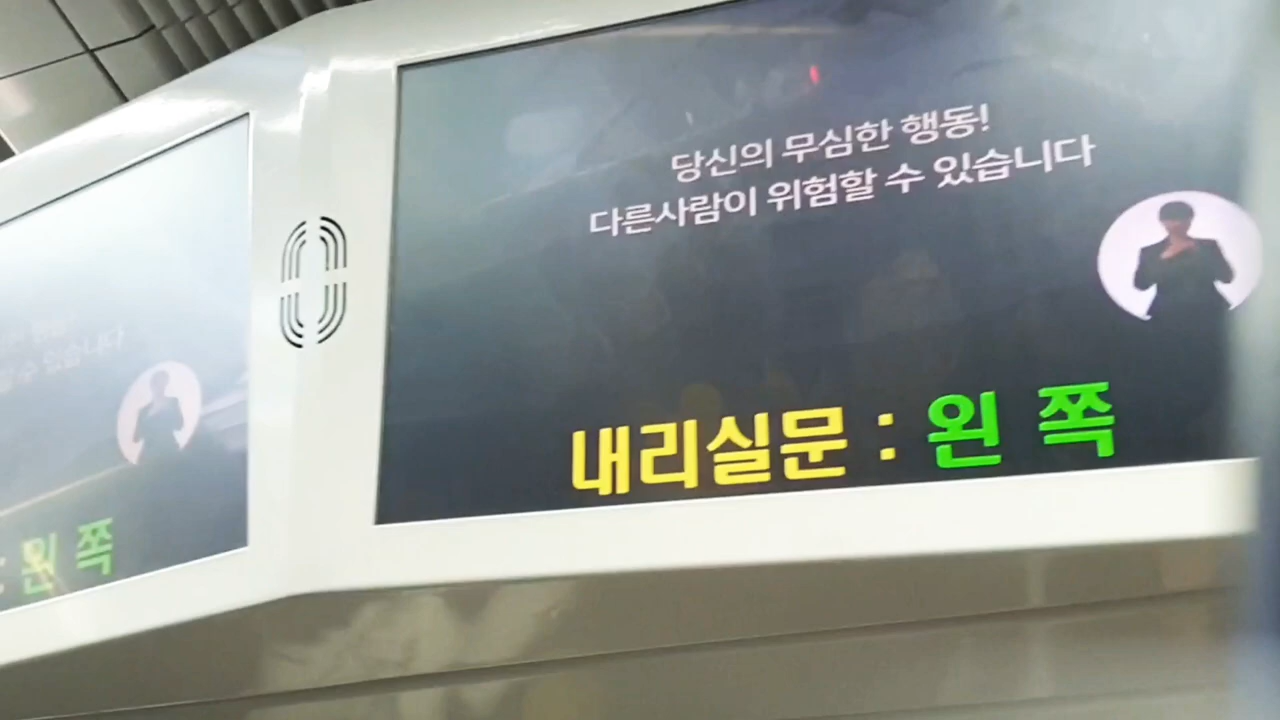 당신의 무심한 행동!
다른사람이 위험할 수 있습니다
내리실문 : 왼 쪽
: 왼 쪽